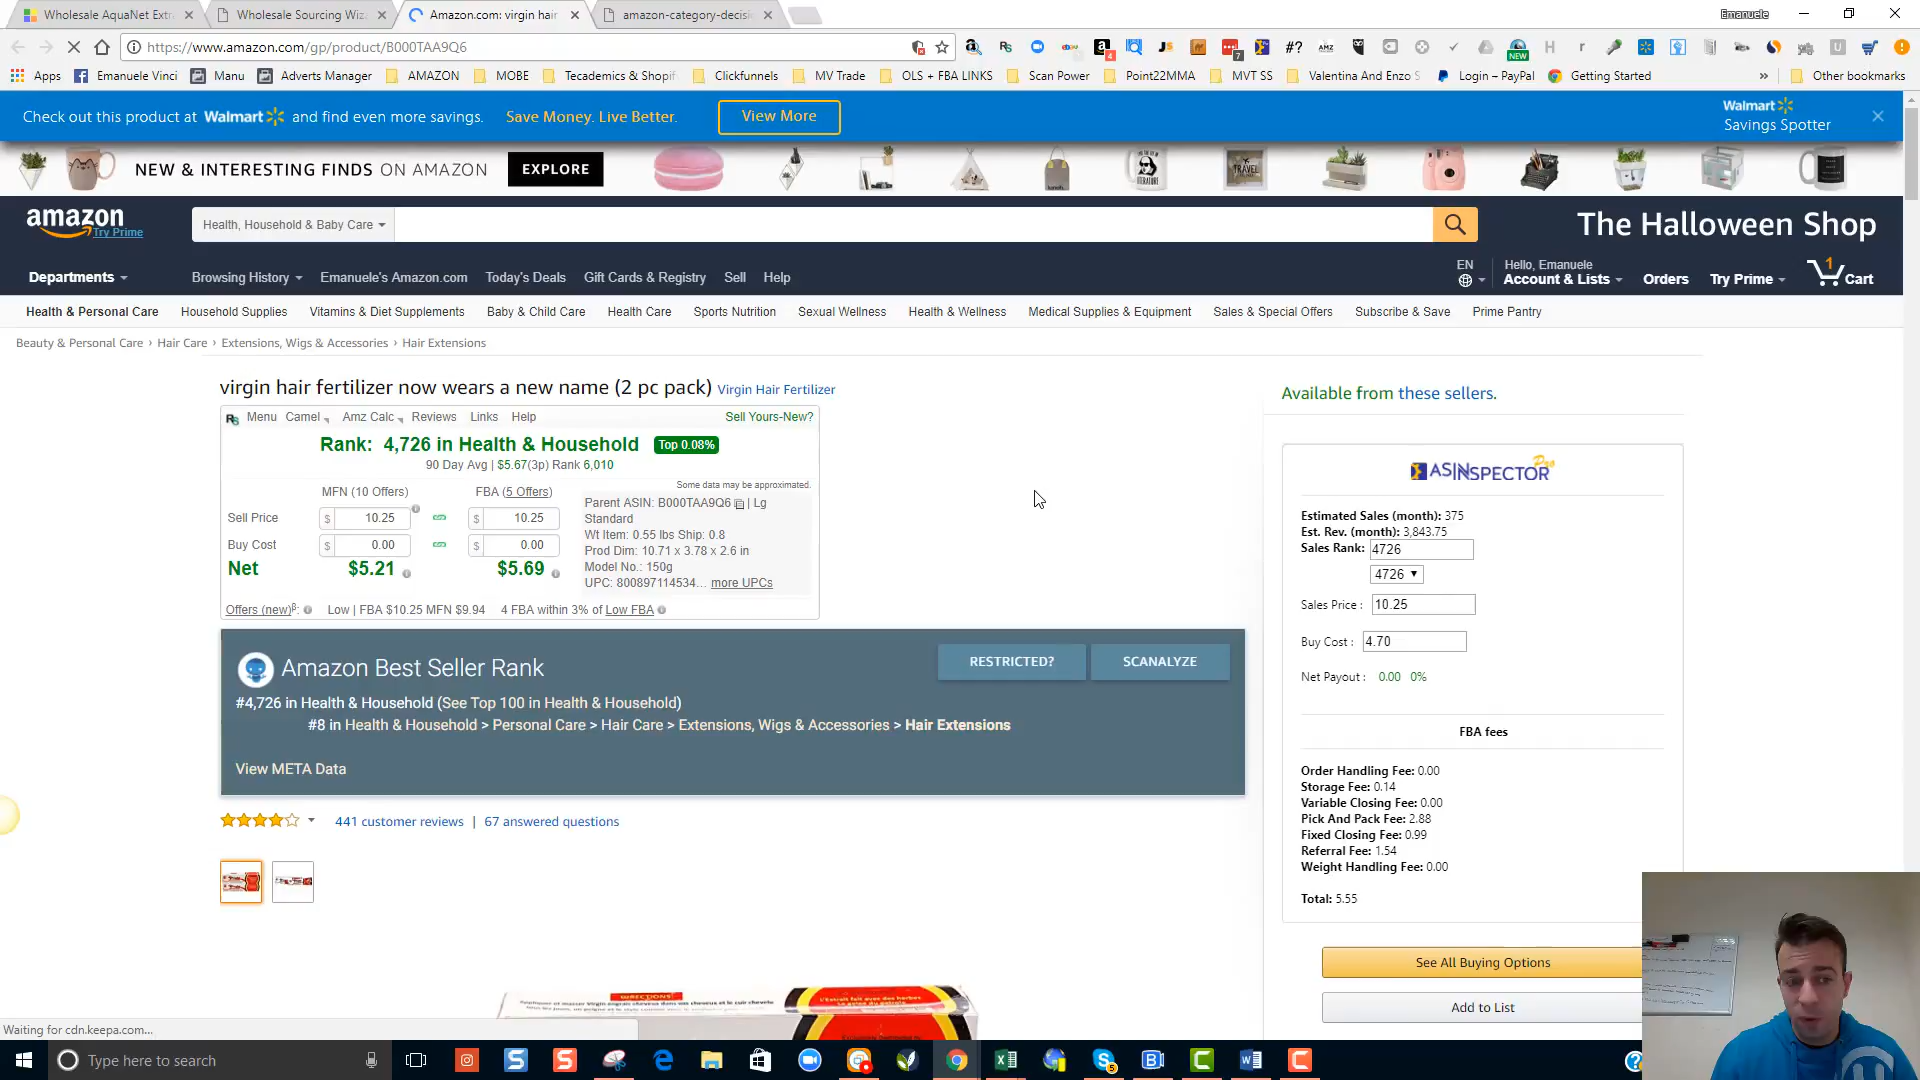 Wholesale AquaNet Extr
Wholesale Sourcing Wiz
Amazon.com: virgin hair
amazon-category-decisi
Emanuele
https://www.amazon.com/gp/product/B000TAA9Q6
Apps
Emanuele Vinci
Manu
Adverts Manager
AMAZON
MOBE
Tecademics & Shopif
Clickfunnels
MV Trade
OLS + FBA LINKS
Scan Power
Point22MMA
MVT SS
Valentina And Enzo S
Login – PayPal
Getting Started
»
Other bookmarks
Check out this product at Walmart and find even more savings.
Save Money. Live Better.
View More
Walmart
Savings Spotter
NEW & INTERESTING FINDS ON AMAZON
EXPLORE
TRAVEL
amazon
Try Prime
Health, Household & Baby Care
The Halloween Shop
Departments
Browsing History
Emanuele's Amazon.com
Today's Deals
Gift Cards & Registry
Sell
Help
EN
Hello, Emanuele
Account & Lists
Orders
Try Prime
1
Cart
Health & Personal Care
Household Supplies
Vitamins & Diet Supplements
Baby & Child Care
Health Care
Sports Nutrition
Sexual Wellness
Health & Wellness
Medical Supplies & Equipment
Sales & Special Offers
Subscribe & Save
Prime Pantry
Beauty & Personal Care › Hair Care › Extensions, Wigs & Accessories › Hair Extensions
virgin hair fertilizer now wears a new name (2 pc pack) Virgin Hair Fertilizer
Menu
Camel
Amz Calc
Reviews
Links
Help
Sell Yours-New?
Rank: 4,726 in Health & Household
Top 0.08%
90 Day Avg | $5.67(3p) Rank 6,010
Some data may be approximated.
MFN (10 Offers)
FBA (5 Offers)
Sell Price
$ 10.25
$ 10.25
Buy Cost
$ 0.00
$ 0.00
Net
$5.21
$5.69
Parent ASIN: B000TAA9Q6 | Lg
Standard
Wt Item: 0.55 lbs Ship: 0.8
Prod Dim: 10.71 x 3.78 x 2.6 in
Model No.: 150g
UPC: 800897114534... more UPCs
Offers (new)β:
Low | FBA $10.25 MFN $9.94
4 FBA within 3% of Low FBA
Amazon Best Seller Rank
RESTRICTED?
SCANALYZE
#4,726 in Health & Household (See Top 100 in Health & Household)
#8 in Health & Household > Personal Care > Hair Care > Extensions, Wigs & Accessories > Hair Extensions
View META Data
441 customer reviews | 67 answered questions
Available from these sellers.
ASINSPECTOR Pro
Estimated Sales (month): 375
Est. Rev. (month): 3,843.75
Sales Rank: 4726
4726
Sales Price : 10.25
Buy Cost : 4.70
Net Payout : 0.00 0%
FBA fees
Order Handling Fee: 0.00
Storage Fee: 0.14
Variable Closing Fee: 0.00
Pick And Pack Fee: 2.88
Fixed Closing Fee: 0.99
Referral Fee: 1.54
Weight Handling Fee: 0.00
Total: 5.55
See All Buying Options
Add to List
DIRECTIONS:
Waiting for cdn.keepa.com...
Type here to search